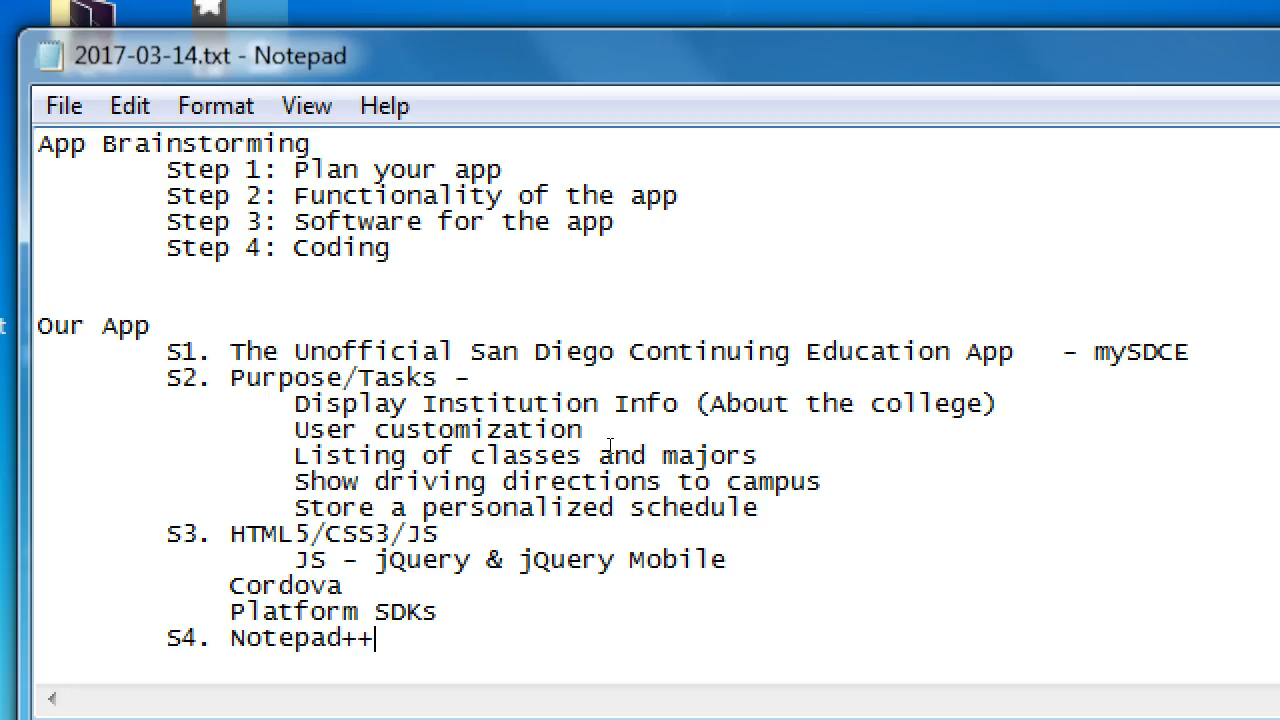 2017-03-14.txt - Notepad
File Edit Format View Help
App Brainstorming
Step 1: Plan your app
Step 2: Functionality of the app
Step 3: Software for the app
Step 4: Coding
Our App
S1. The Unofficial San Diego Continuing Education App - mySDCE
S2. Purpose/Tasks -
Display Institution Info (About the college)
User customization
Listing of classes and majors
Show driving directions to campus
Store a personalized schedule
S3. HTML5/CSS3/JS
JS - jQuery & jQuery Mobile
Cordova
Platform SDKs
S4. Notepad++